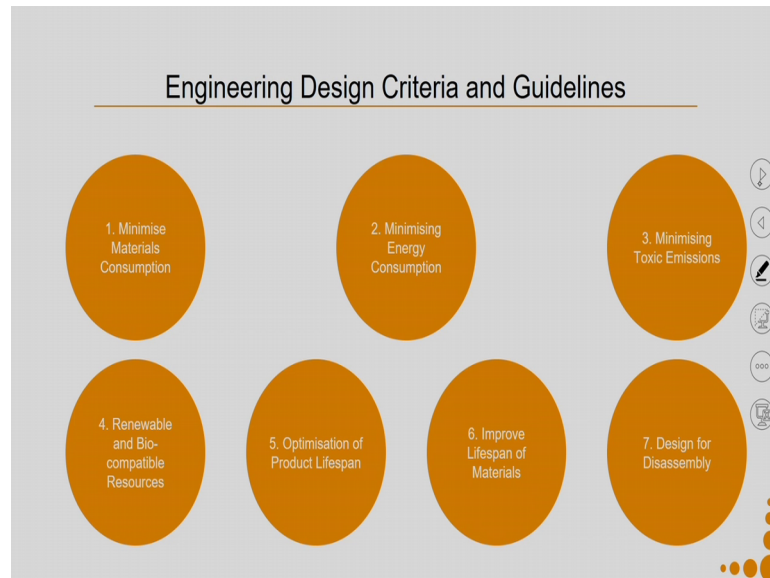 Engineering Design Criteria and Guidelines
1. Minimise
Materials
Consumption
2. Minimising
Energy
Consumption
3. Minimising
Toxic Emissions
4. Renewable
and Bio-
compatible
Resources
5. Optimisation of
Product Lifespan
6. Improve
Lifespan of
Materials
7. Design for
Disassembly